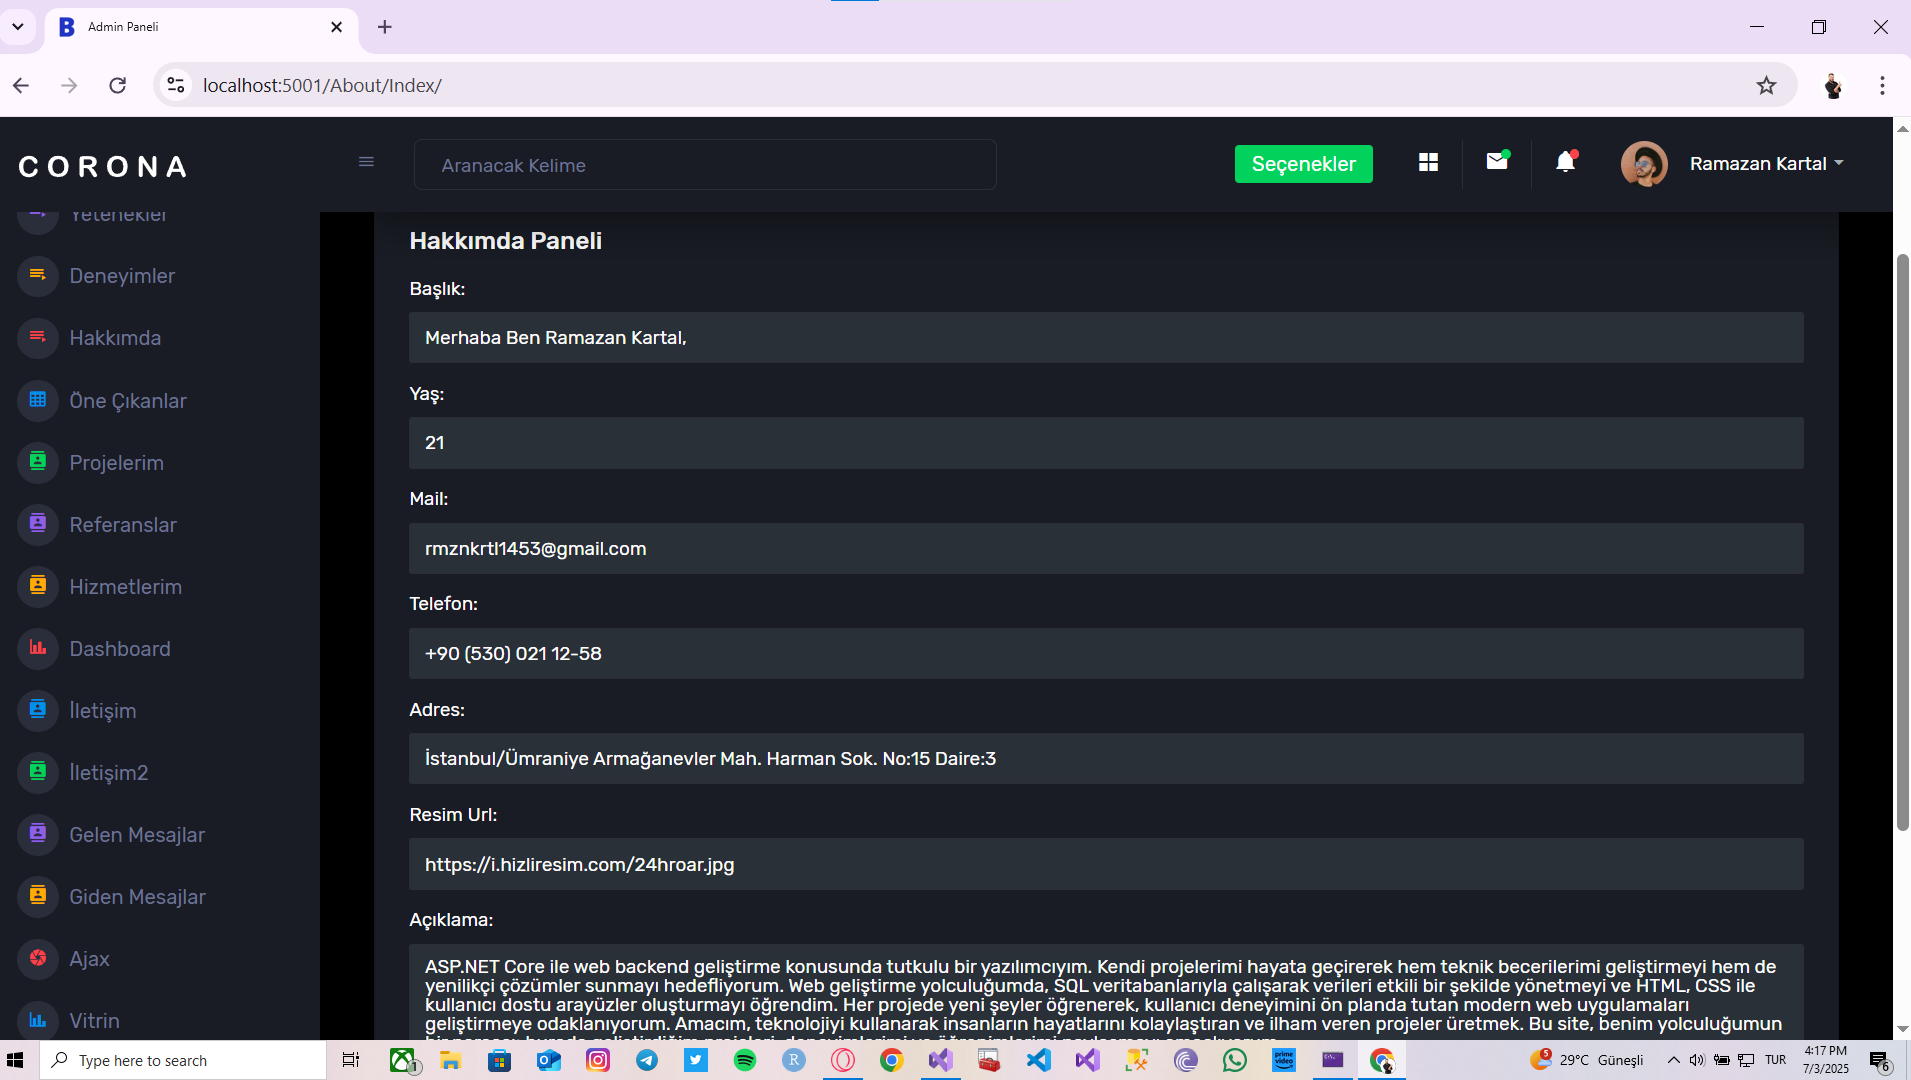 Admin Paneli
localhost:5001/About/Index/
CORONA
Aranacak Kelime
Seçenekler
Ramazan Kartal
Yetenekler
Deneyimler
Hakkımda
Öne Çıkanlar
Projelerim
Referanslar
Hizmetlerim
Dashboard
İletişim
İletişim2
Gelen Mesajlar
Giden Mesajlar
Ajax
Vitrin
Hakkımda Paneli
Başlık:
Merhaba Ben Ramazan Kartal,
Yaş:
21
Mail:
rmznkrtl1453@gmail.com
Telefon:
+90 (530) 021 12-58
Adres:
İstanbul/Ümraniye Armağanevler Mah. Harman Sok. No:15 Daire:3
Resim Url:
https://i.hizliresim.com/24hroar.jpg
Açıklama:
ASP.NET Core ile web backend geliştirme konusunda tutkulu bir yazılımcıyım. Kendi projelerimi hayata geçirerek hem teknik becerilerimi geliştirmeyi hem de
yenilikçi çözümler sunmayı hedefliyorum. Web geliştirme yolculuğumda, SQL veritabanlarıyla çalışarak verileri etkili bir şekilde yönetmeyi ve HTML, CSS ile
kullanıcı dostu arayüzler oluşturmayı öğrendim. Her projede yeni şeyler öğrenerek, kullanıcı deneyimini ön planda tutan modern web uygulamaları
geliştirmeye odaklanıyorum. Amacım, teknolojiyi kullanarak insanların hayatlarını kolaylaştıran ve ilham veren projeler üretmek. Bu site, benim yolculuğumun
Type here to search
1
R
prime video
5
29°C Güneşli
TUR
4:17 PM
7/3/2025
6